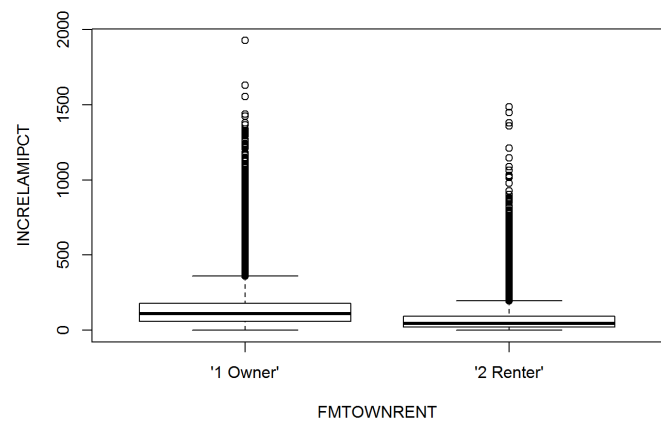 2000
1500
1000
500
0
INCRELAMIPCT
'1 Owner'
'2 Renter'
FMTOWNRENT